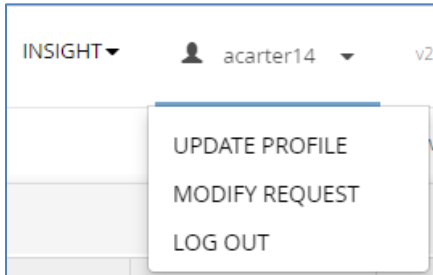 INSIGHT acarter14 v2
UPDATE PROFILE
MODIFY REQUEST
LOG OUT